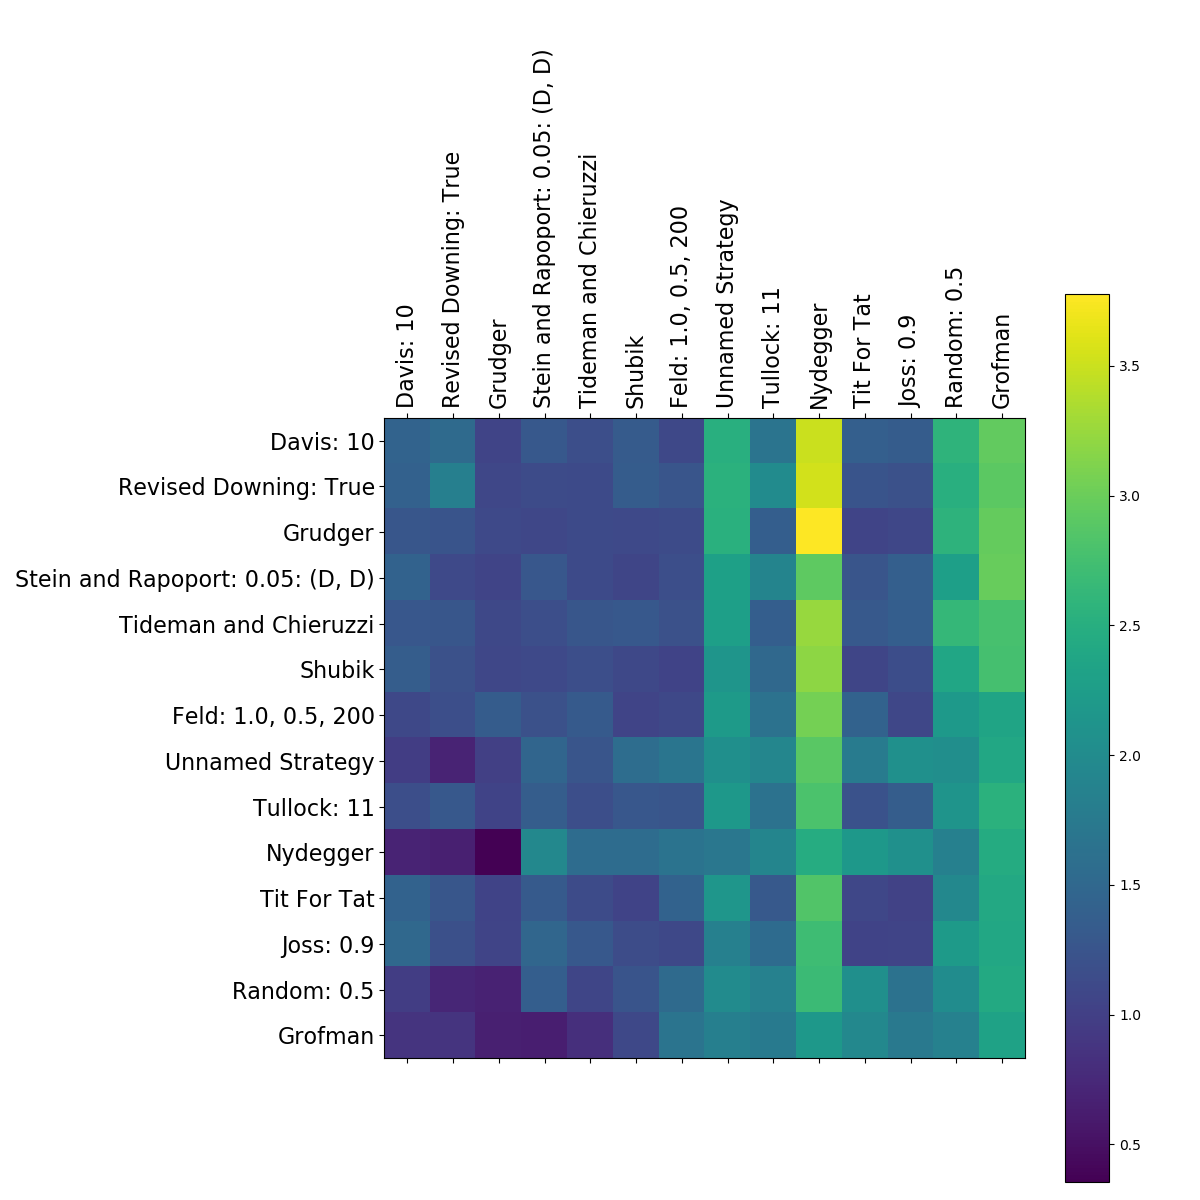 Davis: 10
Revised Downing: True
Grudger
Stein and Rapoport: 0.05: (D, D)
Tideman and Chieruzzi
Shubik
Feld: 1.0, 0.5, 200
Unnamed Strategy
Tullock: 11
Nydegger
Tit For Tat
Joss: 0.9
Random: 0.5
Grofman
Davis: 10
Revised Downing: True
Grudger
Stein and Rapoport: 0.05: (D, D)
Tideman and Chieruzzi
Shubik
Feld: 1.0, 0.5, 200
Unnamed Strategy
Tullock: 11
Nydegger
Tit For Tat
Joss: 0.9
Random: 0.5
Grofman
3.5
3.0
2.5
2.0
1.5
1.0
0.5